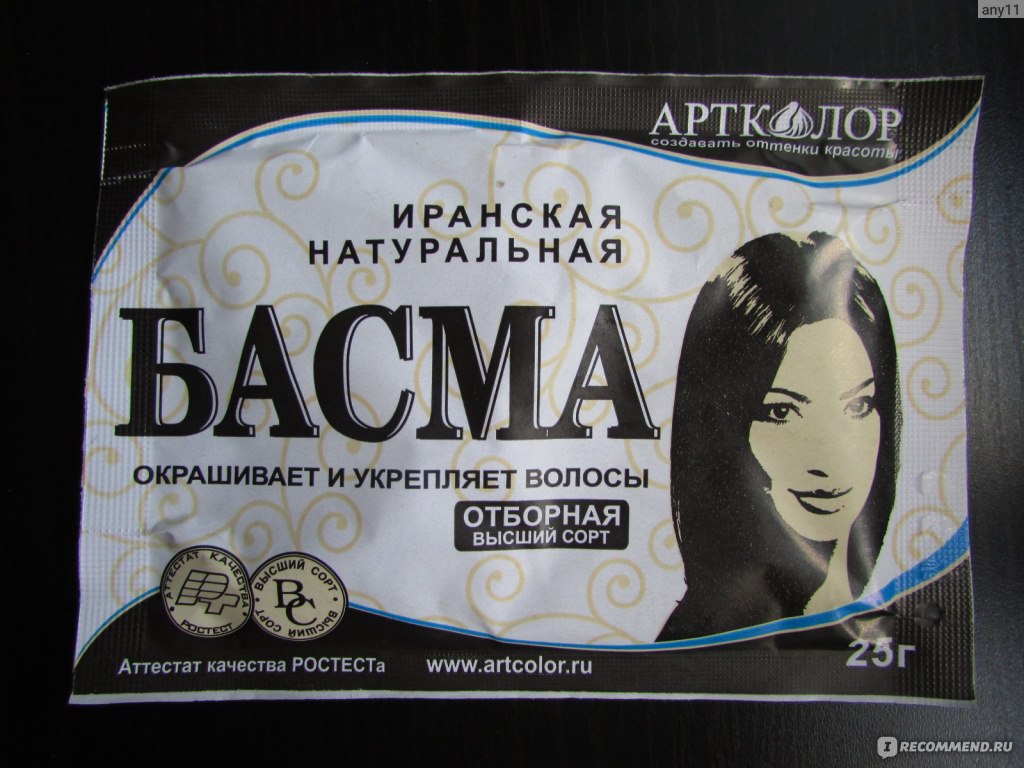 any11
АРТКОЛОР
создавать оттенки красоты
ИРАНСКАЯ
НАТУРАЛЬНАЯ
БАСМА
ОКРАШИВАЕТ И УКРЕПЛЯЕТ ВОЛОСЫ
ОТБОРНАЯ
ВЫСШИЙ СОРТ
АТТЕСТАТ КАЧЕСТВА
РОСТЕСТ
ВЫСШИЙ СОРТ
ВС
ВЫСШИЙ СОРТ
Аттестат качества РОСТЕСТа
www.artcolor.ru
25г
IRECOMMEND.RU